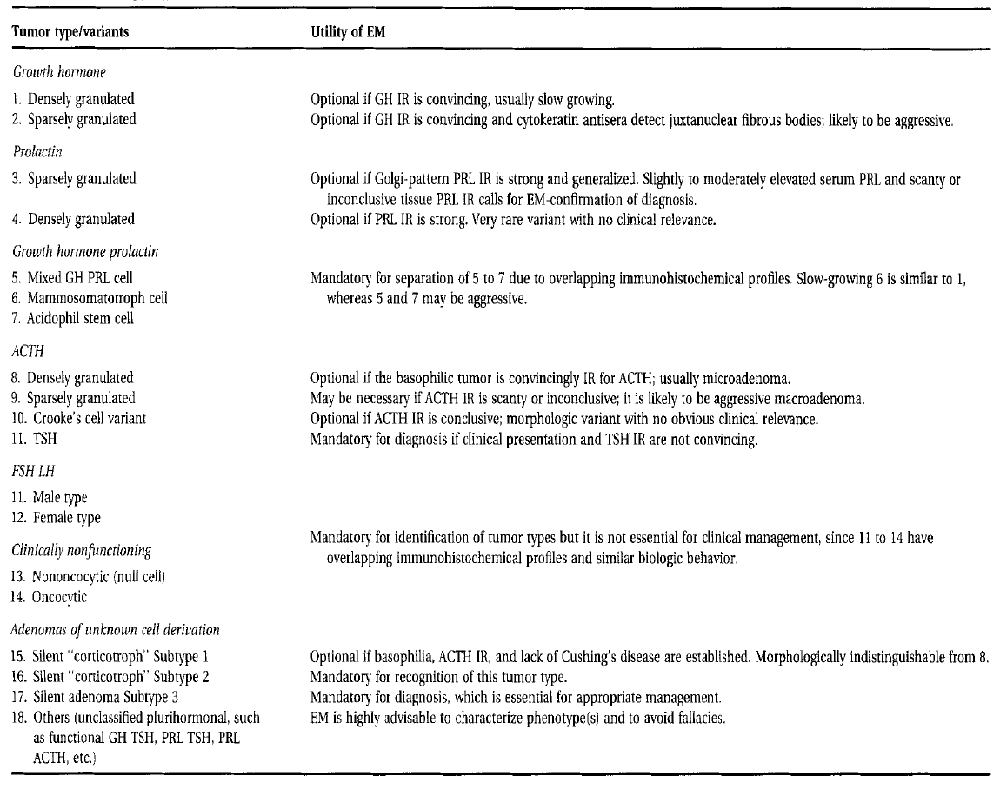 Tumor type/variants Utility of EM
Growth hormone
1. Densely granulated Optional if GH IR is convincing, usually slow growing.
2. Sparsely granulated Optional if GH IR is convincing and cytokeratin antisera detect juxtanuclear fibrous bodies; likely to be aggressive.
Prolactin
3. Sparsely granulated Optional if Golgi-pattern PRL IR is strong and generalized. Slightly to moderately elevated serum PRL and scanty or
inconclusive tissue PRL IR calls for EM-confirmation of diagnosis.
4. Densely granulated Optional if PRL IR is strong. Very rare variant with no clinical relevance.
Growth hormone prolactin
5. Mixed GH PRL cell Mandatory for separation of 5 to 7 due to overlapping immunohistochemical profiles. Slow-growing 6 is similar to 1,
6. Mammosomatotroph cell whereas 5 and 7 may be aggressive.
7. Acidophil stem cell
ACTH
8. Densely granulated Optional if the basophilic tumor is convincingly IR for ACTH; usually microadenoma.
9. Sparsely granulated May be necessary if ACTH IR is scanty or inconclusive; it is likely to be aggressive macroadenoma.
10. Crooke's cell variant Optional if ACTH IR is conclusive; morphologic variant with no obvious clinical relevance.
11. TSH Mandatory for diagnosis if clinical presentation and TSH IR are not convincing.
FSH LH
11. Male type
12. Female type
Mandatory for identification of tumor types but it is not essential for clinical management, since 11 to 14 have
Clinically nonfunctioning overlapping immunohistochemical profiles and similar biologic behavior.
13. Nononcocytic (null cell)
14. Oncocytic
Adenomas of unknown cell derivation
15. Silent "corticotroph" Subtype 1 Optional if basophilia, ACTH IR, and lack of Cushing's disease are established. Morphologically indistinguishable from 8.
16. Silent "corticotroph" Subtype 2 Mandatory for recognition of this tumor type.
17. Silent adenoma Subtype 3 Mandatory for diagnosis, which is essential for appropriate management.
18. Others (unclassified plurihormonal, such EM is highly advisable to characterize phenotype(s) and to avoid fallacies.
as functional GH TSH, PRL TSH, PRL
ACTH, etc.)